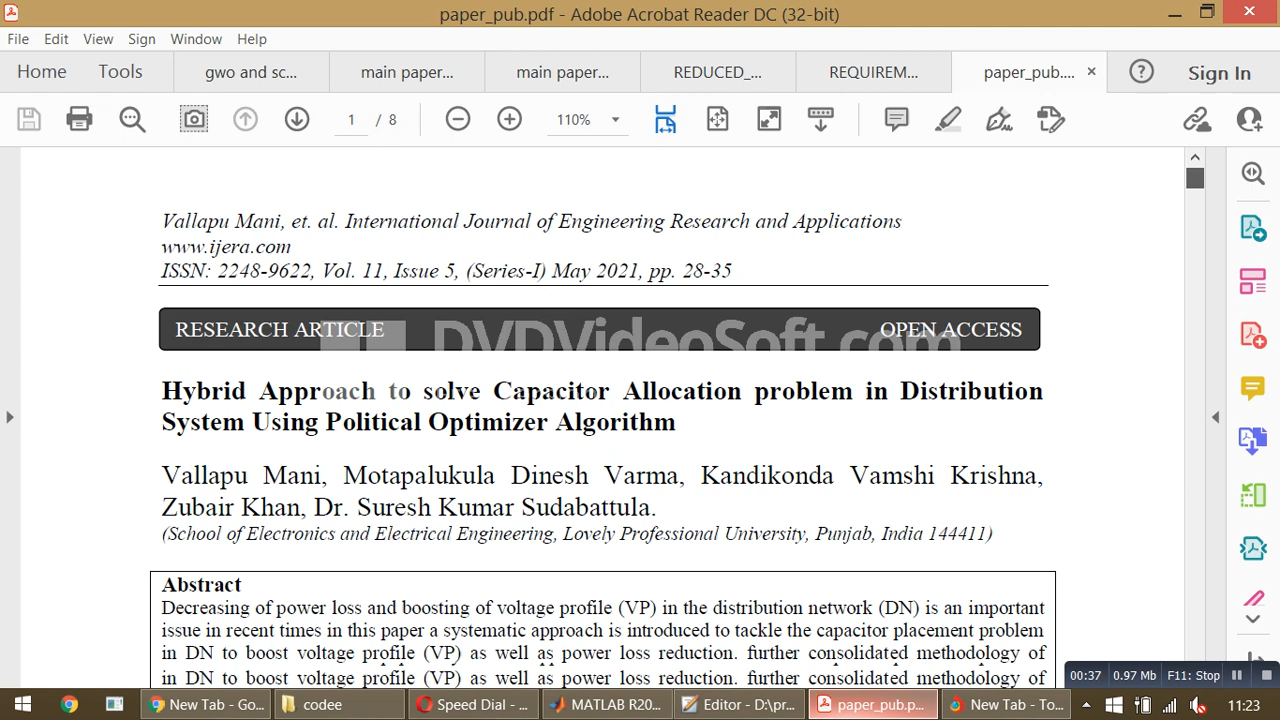 paper_pub.pdf - Adobe Acrobat Reader DC (32-bit)
File Edit View Sign Window Help
Home Tools gwo and sc... main paper... main paper... REDUCED_... REQUIREM... paper_pub.... × Sign In
1 / 8 110%
Vallapu Mani, et. al. International Journal of Engineering Research and Applications
www.ijera.com
ISSN: 2248-9622, Vol. 11, Issue 5, (Series-I) May 2021, pp. 28-35
RESEARCH ARTICLE OPEN ACCESS
DVDVideoSoft.com
Hybrid Approach to solve Capacitor Allocation problem in Distribution
System Using Political Optimizer Algorithm
Vallapu Mani, Motapalukula Dinesh Varma, Kandikonda Vamshi Krishna,
Zubair Khan, Dr. Suresh Kumar Sudabattula.
(School of Electronics and Electrical Engineering, Lovely Professional University, Punjab, India 144411)
Abstract
Decreasing of power loss and boosting of voltage profile (VP) in the distribution network (DN) is an important
issue in recent times in this paper a systematic approach is introduced to tackle the capacitor placement problem
in DN to boost voltage profile (VP) as well as power loss reduction. further consolidated methodology of
in DN to boost voltage profile (VP) as well as power loss reduction. further consolidated methodology of
00:37 0.97 Mb F11: Stop
New Tab - Go... codee Speed Dial - ... MATLAB R20... Editor - D:\pr... paper_pub.p... New Tab - To... 11:23